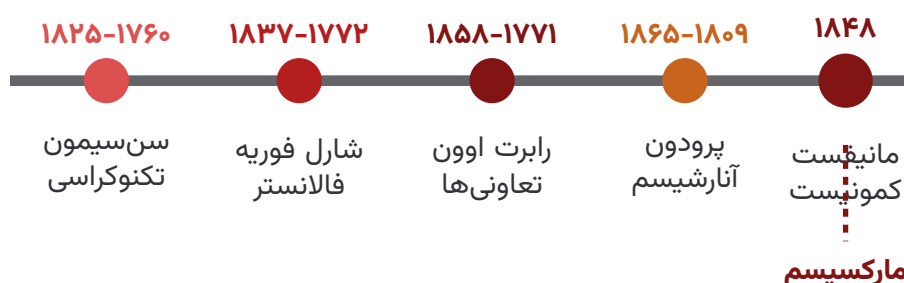 ۱۸۲۵-۱۷۶۰
سن‌سیمون
تکنوکراسی
۱۸۳۷-۱۷۷۲
شارل فوریه
فالانستر
۱۸۵۸-۱۷۷۱
رابرت اوون
تعاونی‌ها
۱۸۶۵-۱۸۰۹
پرودون
آنارشیسم
۱۸۴۸
مانیفست
کمونیست
مارکسیسم